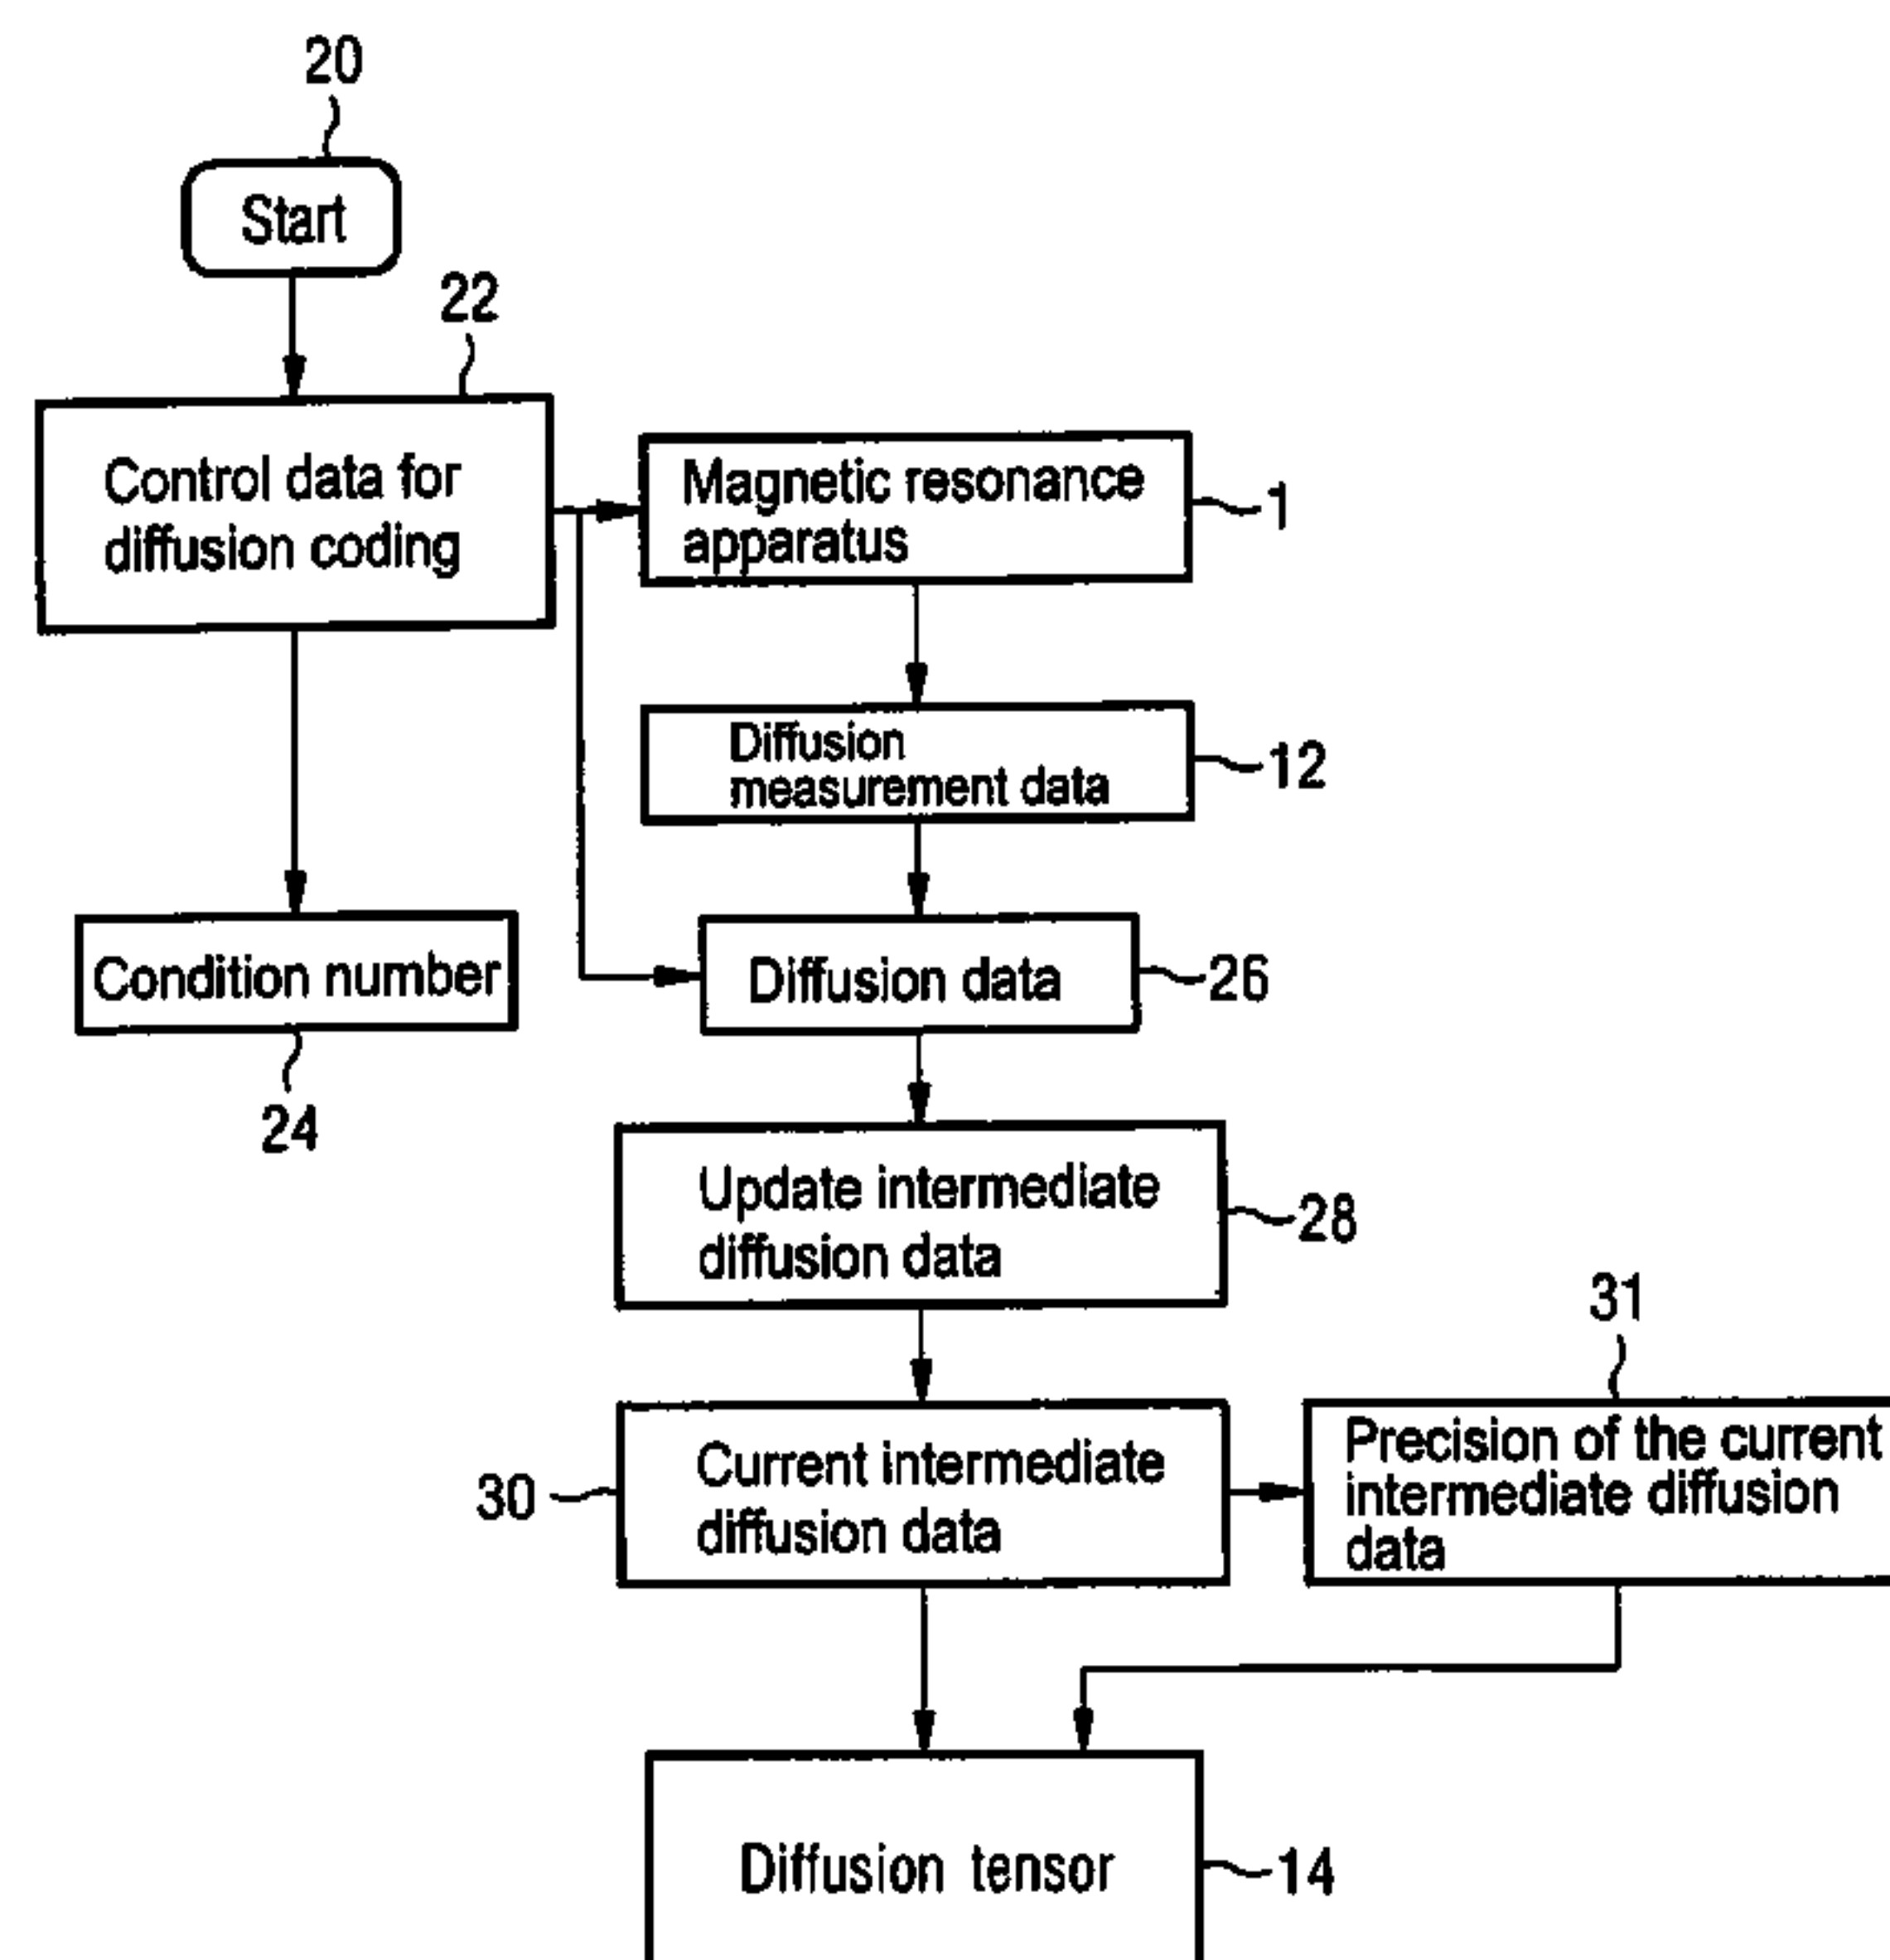 20
Start
22
Control data for
diffusion coding
Magnetic resonance
apparatus
1
Diffusion
measurement data
12
Condition number
24
Diffusion data
26
Update intermediate
diffusion data
28
30
Current intermediate
diffusion data
31
Precision of the current
intermediate diffusion
data
Diffusion tensor
14